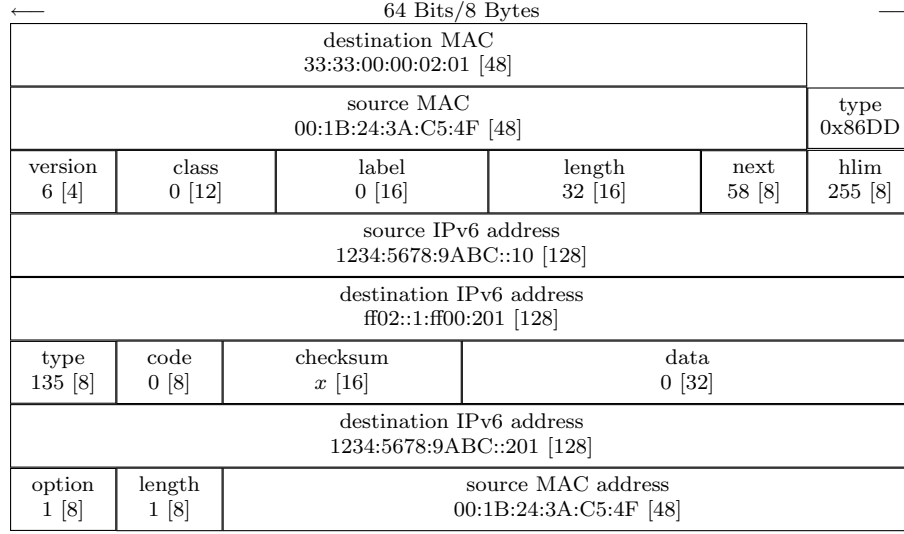 ← 64 Bits/8 Bytes —
destination MAC
33:33:00:00:02:01 [48]
source MAC
00:1B:24:3A:C5:4F [48]
type
0x86DD
version
6 [4]
class
0 [12]
label
0 [16]
length
32 [16]
next
58 [8]
hlim
255 [8]
source IPv6 address
1234:5678:9ABC::10 [128]
destination IPv6 address
ff02::1:ff00:201 [128]
type
135 [8]
code
0 [8]
checksum
x [16]
data
0 [32]
destination IPv6 address
1234:5678:9ABC::201 [128]
option
1 [8]
length
1 [8]
source MAC address
00:1B:24:3A:C5:4F [48]